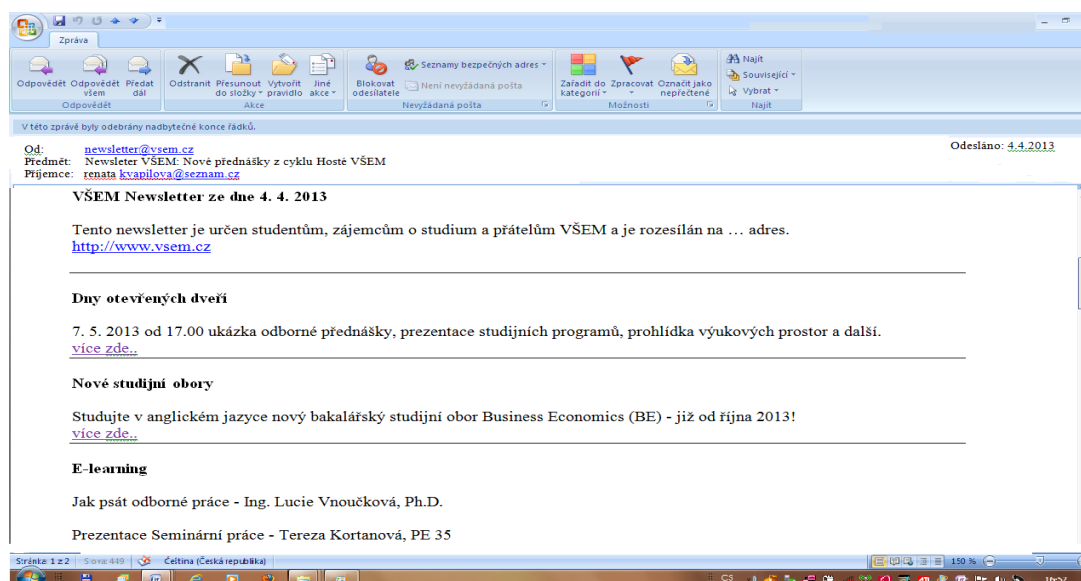 Zpráva
Odpovědět Odpovědět všem Předat dál
Odpovědět
Odstranit Přesunout do složky Vytvořit pravidlo Jiné akce
Akce
Blokovat odesílatele
Seznamy bezpečných adres
Není nevyžádaná pošta
Nevyžádaná pošta
Zařadit do kategorií Zpracovat Označit jako nepřečtené
Možnosti
Najít
Související
Vybrat
Najít
V této zprávě byly odebrány nadbytečné konce řádků.
Od: newsletter@vsem.cz
Odesláno: 4.4.2013
Předmět: Newsleter VŠEM: Nové přednášky z cyklu Hosté VŠEM
Příjemce: renata kvapilova@seznam.cz
VŠEM Newsletter ze dne 4. 4. 2013
Tento newsletter je určen studentům, zájemcům o studium a přátelům VŠEM a je rozesílán na … adres.
http://www.vsem.cz
Dny otevřených dveří
7. 5. 2013 od 17.00 ukázka odborné přednášky, prezentace studijních programů, prohlídka výukových prostor a další.
více zde..
Nové studijní obory
Studujte v anglickém jazyce nový bakalářský studijní obor Business Economics (BE) - již od října 2013!
více zde..
E-learning
Jak psát odborné práce - Ing. Lucie Vnoučková, Ph.D.
Prezentace Seminární práce - Tereza Kortanová, PE 35
Stránka: 1 z 2 Slova: 449 Čeština (Česká republika) 150 %
CS